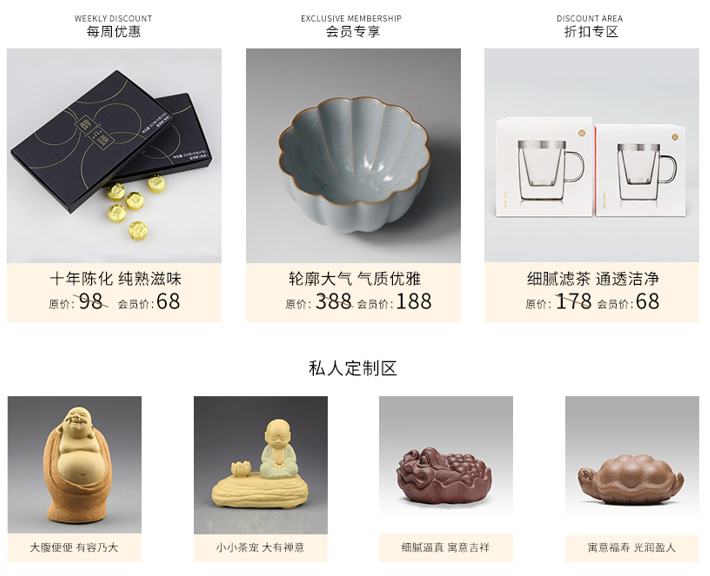 WEEKLY DISCOUNT
每周优惠
EXCLUSIVE MEMBERSHIP
会员专享
DISCOUNT AREA
折扣专区
十年陈化 纯熟滋味
原价:98 会员价:68
轮廓大气 气质优雅
原价:388 会员价:188
细腻滤茶 通透洁净
原价:178 会员价:68
私人定制区
大腹便便 有容乃大
小小茶宠 大有禅意
细腻逼真 寓意吉祥
寓意福寿 光润盈人